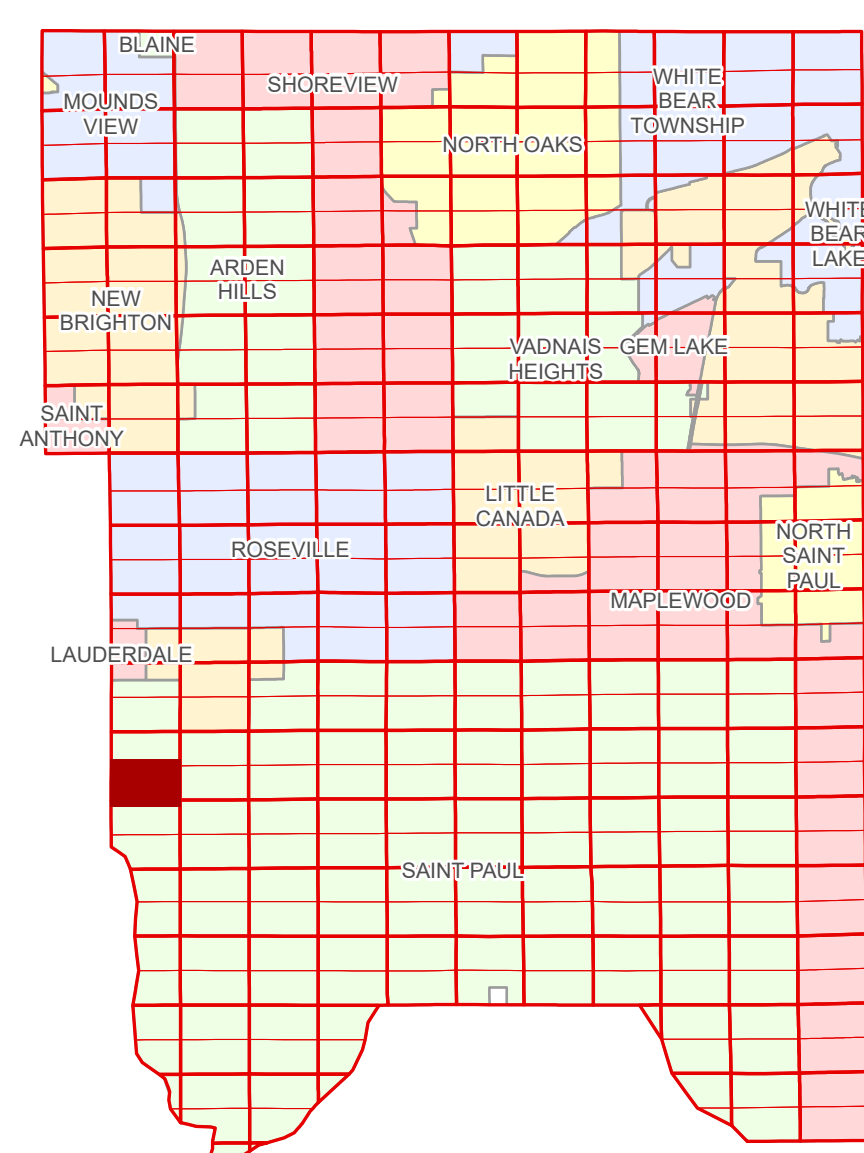 BLAINE
SHOREVIEW
WHITE
BEAR
TOWNSHIP
MOUNDS
VIEW
NORTH OAKS
WHITE
BEAR
LAKE
ARDEN
HILLS
NEW
BRIGHTON
VADNAIS
HEIGHTS
GEM LAKE
SAINT
ANTHONY
LITTLE
CANADA
NORTH
SAINT
PAUL
ROSEVILLE
MAPLEWOOD
LAUDERDALE
SAINT PAUL